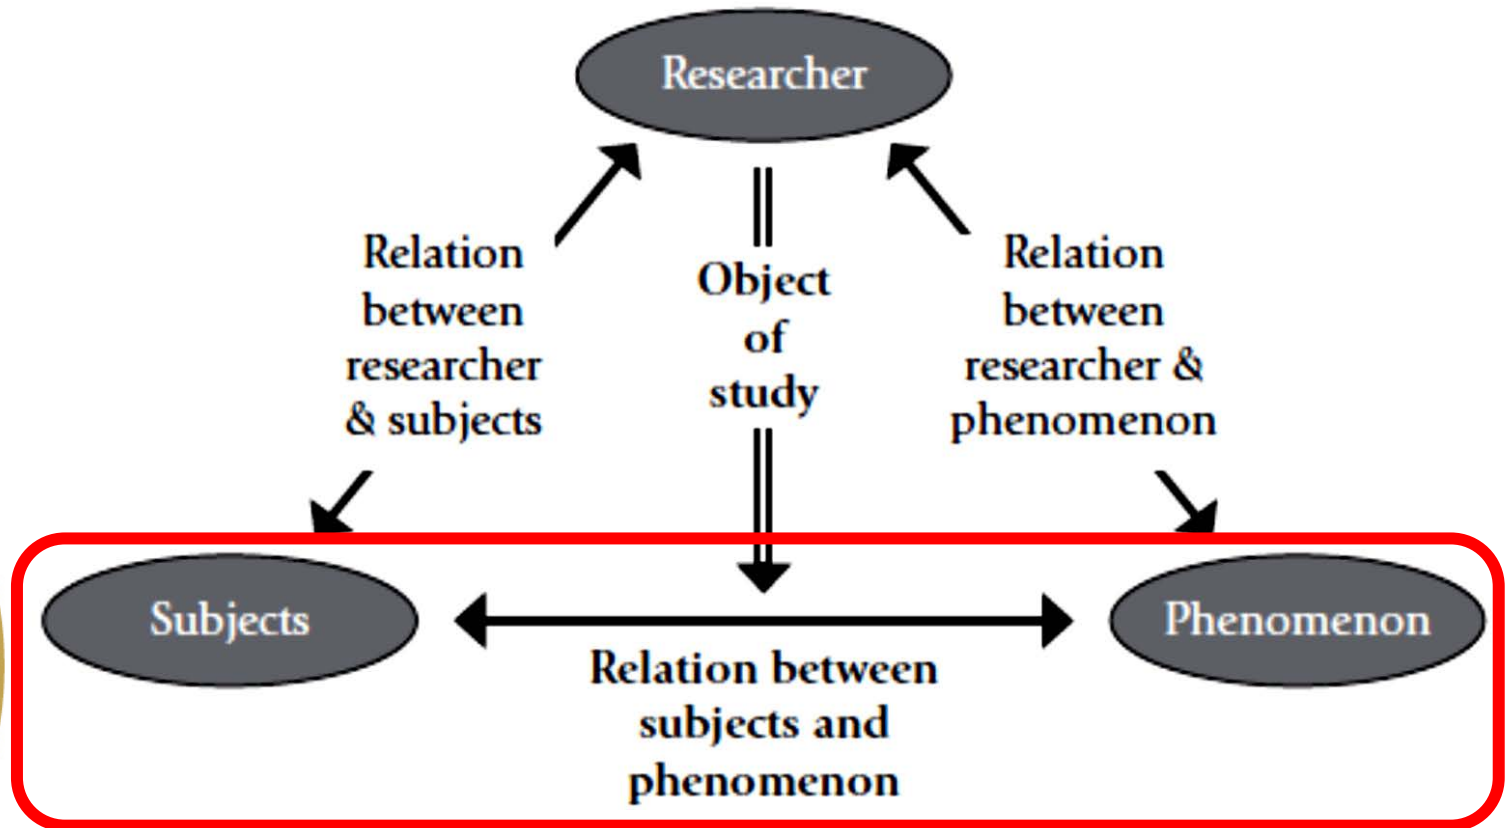 Researcher
Relation
between
researcher
& subjects
Object
of
study
Relation
between
researcher &
phenomenon
Subjects
Phenomenon
Relation between
subjects and
phenomenon